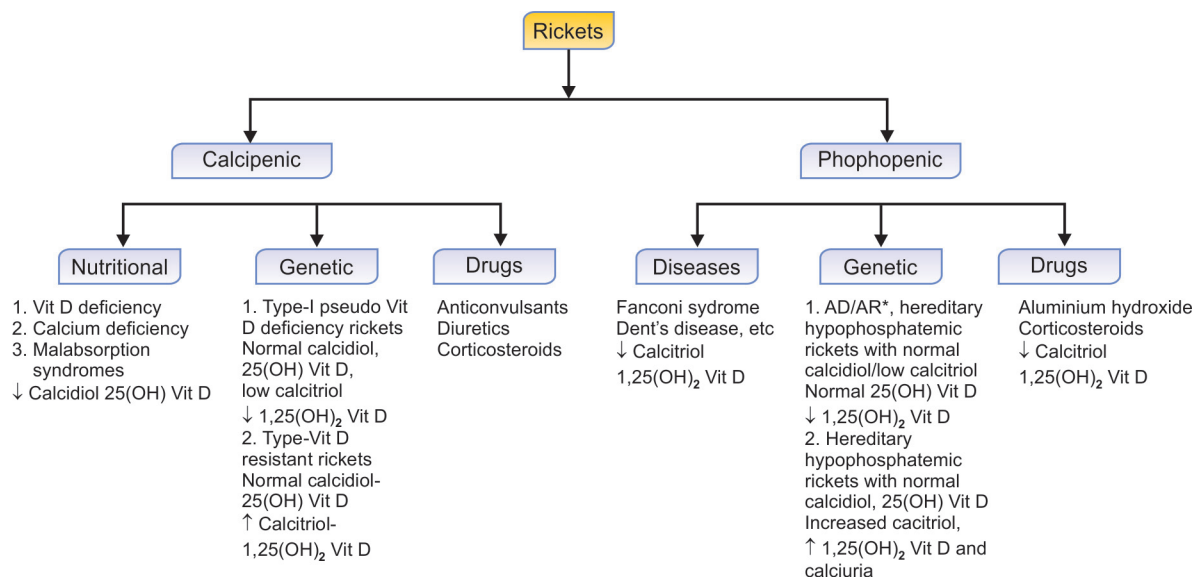 Rickets
Calcipenic
Phophopenic
Nutritional
Genetic
Drugs
Diseases
Genetic
Drugs
1. Vit D deficiency
2. Calcium deficiency
3. Malabsorption
syndromes
↓ Calcidiol 25(OH) Vit D
1. Type-I pseudo Vit
D deficiency rickets
Normal calcidiol,
25(OH) Vit D,
low calcitriol
↓ 1,25(OH)₂ Vit D
2. Type-Vit D
resistant rickets
Normal calcidiol-
25(OH) Vit D
↑ Calcitriol-
1,25(OH)₂ Vit D
Anticonvulsants
Diuretics
Corticosteroids
Fanconi sydrome
Dent's disease, etc
↓ Calcitriol
1,25(OH)₂ Vit D
1. AD/AR*, hereditary
hypophosphatemic
rickets with normal
calcidiol/low calcitriol
Normal 25(OH) Vit D
↓ 1,25(OH)₂ Vit D
2. Hereditary
hypophosphatemic
rickets with normal
calcidiol, 25(OH) Vit D
Increased cacitriol,
↑ 1,25(OH)₂ Vit D and
calciuria
Aluminium hydroxide
Corticosteroids
↓ Calcitriol
1,25(OH)₂ Vit D